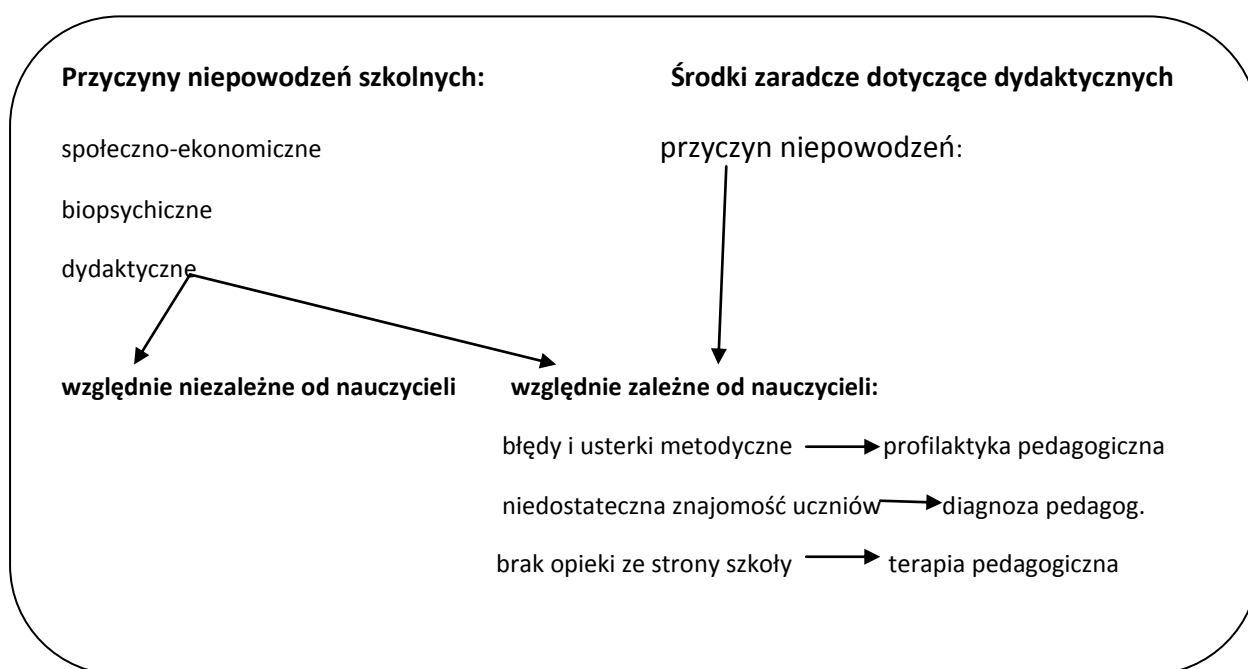 Przyczyny niepowodzeń szkolnych:
Środki zaradcze dotyczące dydaktycznych
społeczno-ekonomiczne
przyczyn niepowodzeń:
biopsychiczne
dydaktyczne
względnie niezależne od nauczycieli
względnie zależne od nauczycieli:
błędy i usterki metodyczne
profilaktyka pedagogiczna
niedostateczna znajomość uczniów
diagnoza pedagog.
brak opieki ze strony szkoły
terapia pedagogiczna